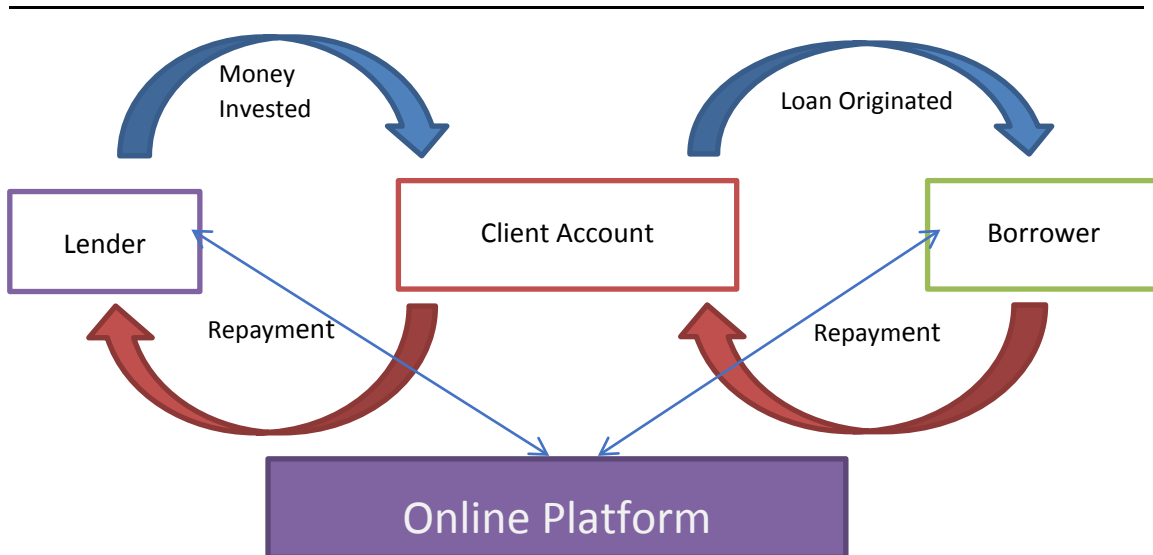 Money
Invested
Loan Originated
Lender
Client Account
Borrower
Repayment
Repayment
Online Platform